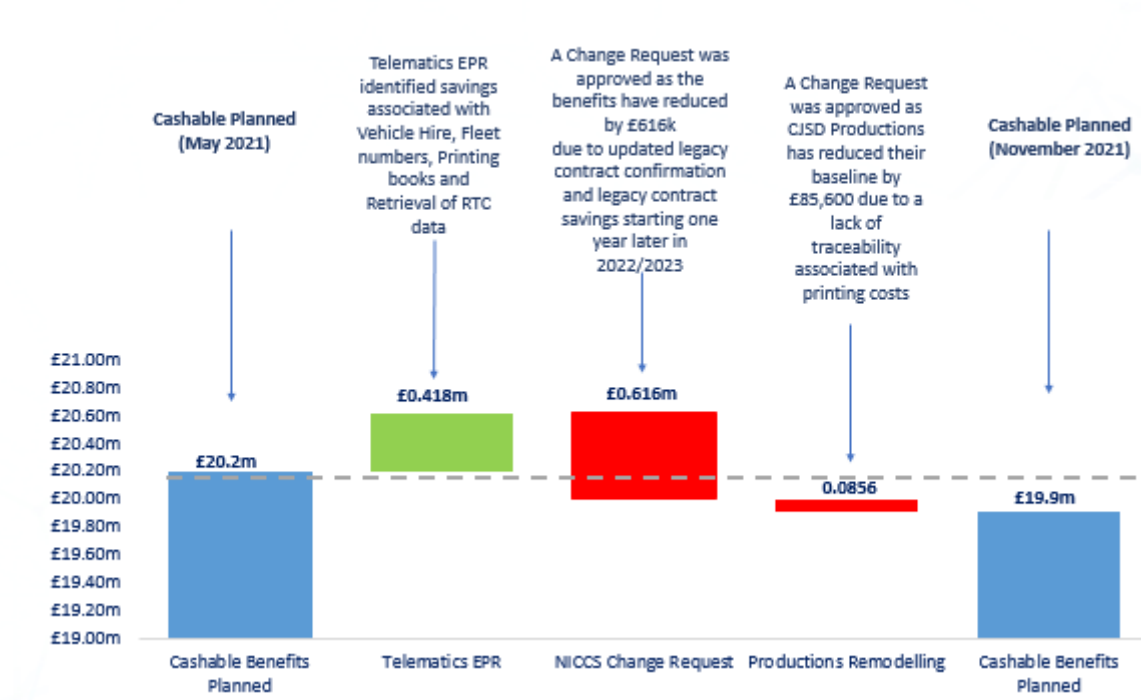 Cashable Planned
(May 2021)
Telematics EPR
identified savings
associated with
Vehicle Hire, Fleet
numbers, Printing
books and
Retrieval of RTC
data
A Change Request was
approved as the
benefits have reduced
by £616k
due to updated legacy
contract confirmation
and legacy contract
savings starting one
year later in
2022/2023
A Change Request
was approved as
CJSD Productions
has reduced their
baseline by
£85,600 due to a
lack of
traceability
associated with
printing costs
Cashable Planned
(November 2021)
£21.00m
£20.80m
£20.60m
£20.40m
£20.20m
£20.00m
£19.80m
£19.60m
£19.40m
£19.20m
£19.00m
£20.2m
£0.418m
£0.616m
0.0856
£19.9m
Cashable Benefits
Planned
Telematics EPR
NICCS Change Request
Productions Remodelling
Cashable Benefits
Planned